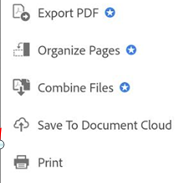 Export PDF
Organize Pages
Combine Files
Save To Document Cloud
Print